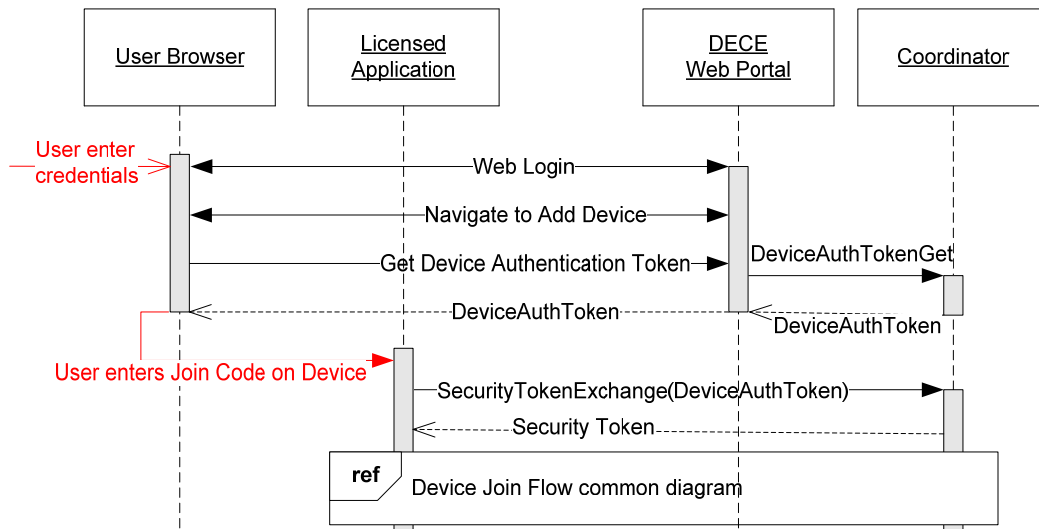 User Browser
Licensed
Application
DECE
Web Portal
Coordinator
User enter
credentials
Web Login
Navigate to Add Device
Get Device Authentication Token
DeviceAuthTokenGet
DeviceAuthToken
DeviceAuthToken
User enters Join Code on Device
SecurityTokenExchange(DeviceAuthToken)
Security Token
ref
Device Join Flow common diagram